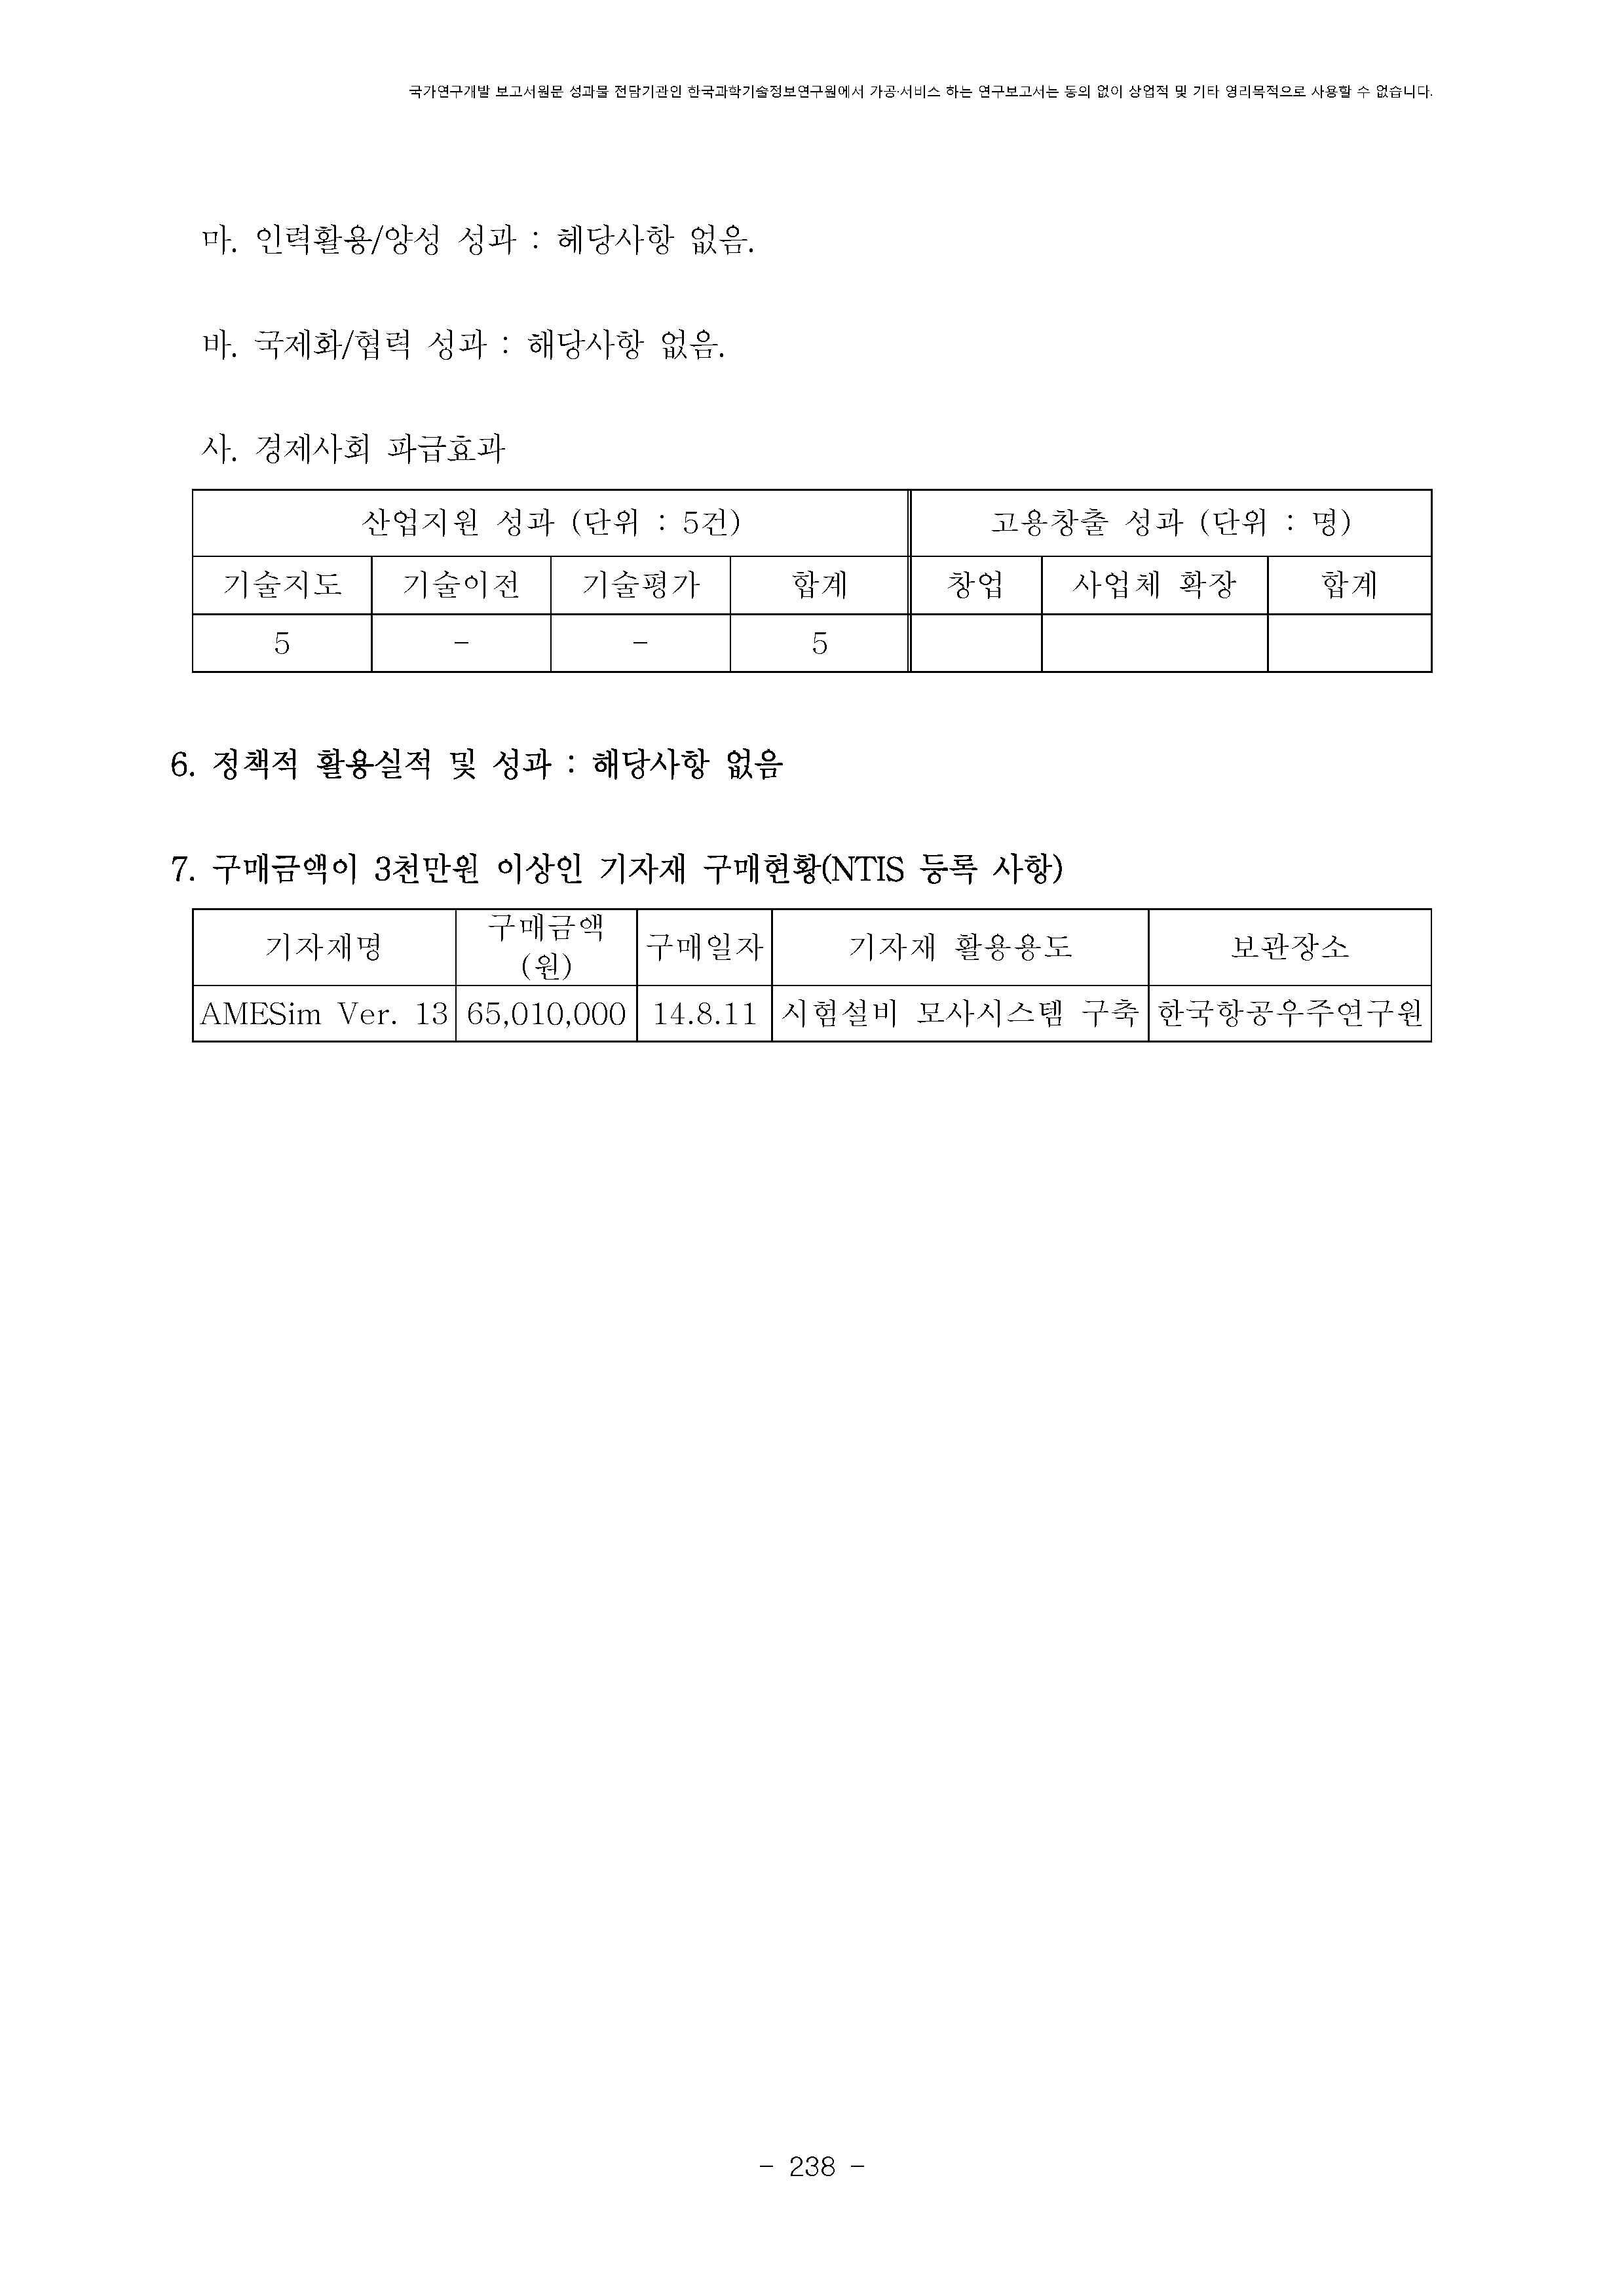 국가연구개발 보고서원문 성과물 전담기관인 한국과학기술정보연구원에서 가공·서비스 하는 연구보고서는 동의 없이 상업적 및 기타 영리목적으로 사용할 수 없습니다.
마. 인력활용/양성 성과 : 헤당사항 없음.
바. 국제화/협력 성과 : 해당사항 없음.
사. 경제사회 파급효과
산업지원 성과 (단위 : 5건) 고용창출 성과 (단위 : 명)
기술지도 기술이전 기술평가 합계 창업 사업체 확장 합계
5 - - 5
6. 정책적 활용실적 및 성과 : 해당사항 없음
7. 구매금액이 3천만원 이상인 기자재 구매현황(NTIS 등록 사항)
기자재명 구매금액 (원) 구매일자 기자재 활용용도 보관장소
AMESim Ver. 13 65,010,000 14.8.11 시험설비 모사시스템 구축 한국항공우주연구원
- 238 -